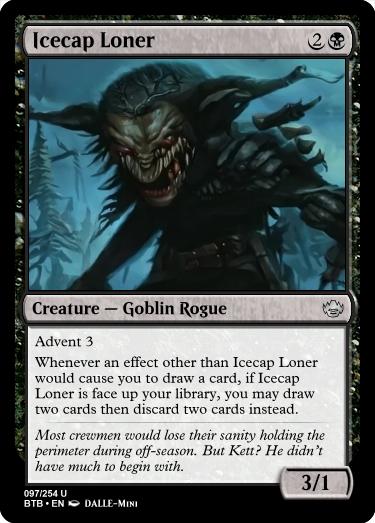 Icecap Loner 2
Creature — Goblin Rogue
Advent 3
Whenever an effect other than Icecap Loner
would cause you to draw a card, if Icecap
Loner is face up your library, you may draw
two cards then discard two cards instead.
Most crewmen would lose their sanity holding the
perimeter during off-season. But Kett? He didn't
have much to begin with.
3/1
097/254 U
BTB • EN DALLE-Mini